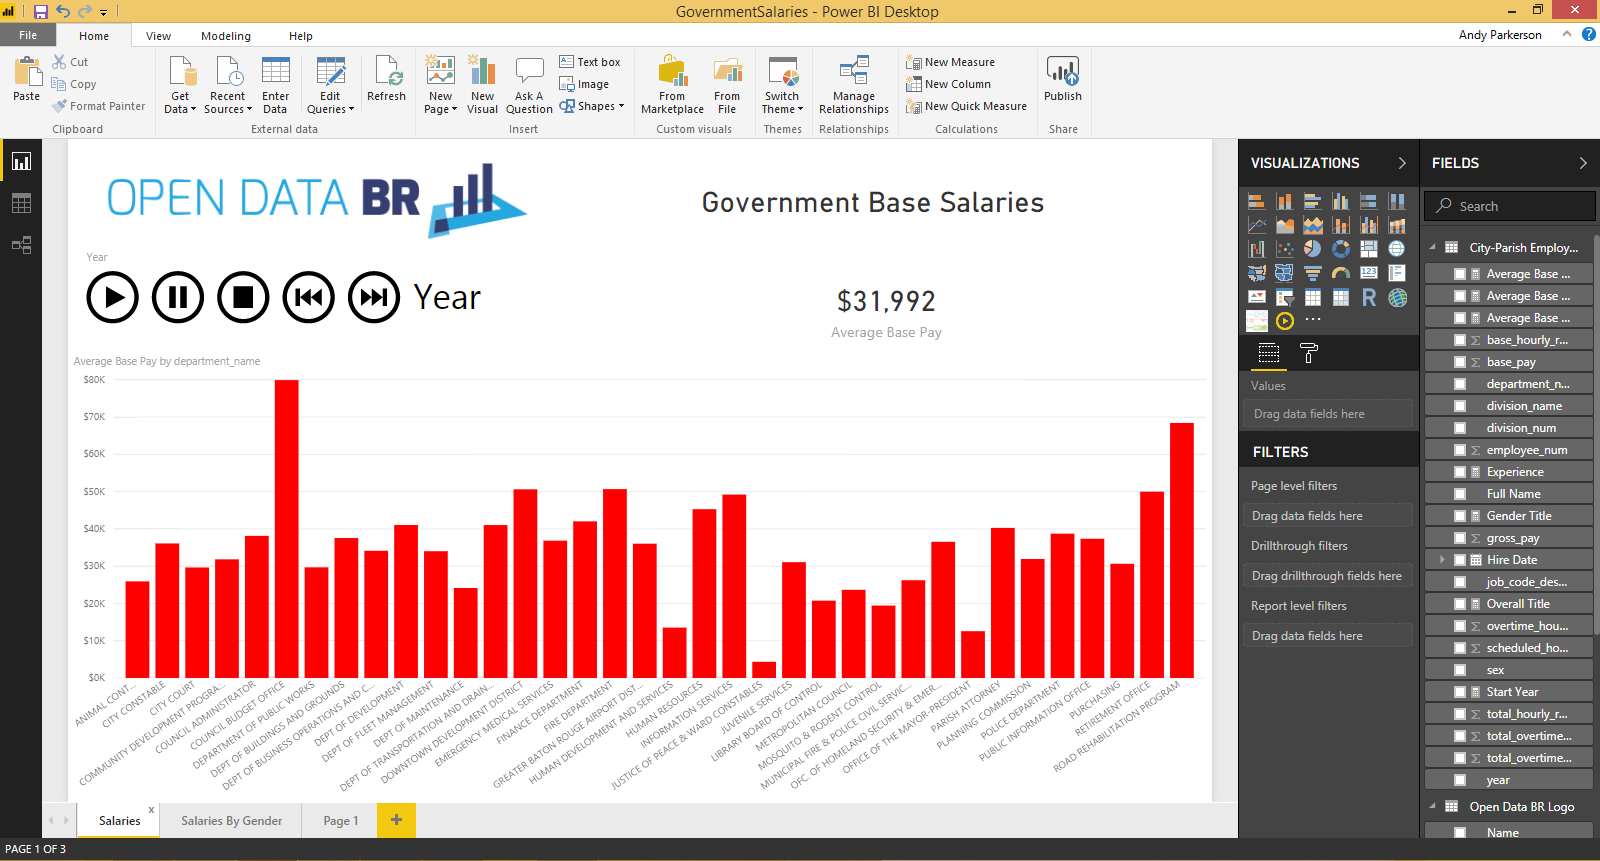 GovernmentSalaries - Power BI Desktop
File
Home
View
Modeling
Help
Andy Parkerson
Paste
Cut
Copy
Format Painter
Clipboard
Get Data
Recent Sources
Enter Data
Edit Queries
Refresh
External data
New Page
New Visual
Ask A Question
Text box
Image
Shapes
Insert
From Marketplace
From File
Custom visuals
Switch Theme
Themes
Manage Relationships
Relationships
New Measure
New Column
New Quick Measure
Calculations
Publish
Share
OPEN DATA BR
Government Base Salaries
Year
Year
$31,992
Average Base Pay
Average Base Pay by department_name
$80K
$70K
$60K
$50K
$40K
$30K
$20K
$10K
$0K
ANIMAL CONT...
CITY CONSTABLE
CITY COURT
COMMUNITY DEVELOPMENT PROGRA...
COUNCIL ADMINISTRATOR
COUNCIL BUDGET OFFICE
DEPARTMENT OF PUBLIC WORKS
DEPT OF BUILDINGS AND GROUNDS
DEPT OF BUSINESS OPERATIONS AND C...
DEPT OF DEVELOPMENT
DEPT OF FLEET MANAGEMENT
DEPT OF MAINTENANCE
DEPT OF TRANSPORTATION AND DRAIN...
DOWNTOWN DEVELOPMENT DISTRICT
EMERGENCY MEDICAL SERVICES
FINANCE DEPARTMENT
FIRE DEPARTMENT
GREATER BATON ROUGE AIRPORT DIST...
HUMAN DEVELOPMENT AND SERVICES
HUMAN RESOURCES
INFORMATION SERVICES
JUSTICE OF PEACE & WARD CONSTABLES
JUVENILE SERVICES
LIBRARY BOARD OF CONTROL
METROPOLITAN COUNCIL
MOSQUITO & RODENT CONTROL
MUNICIPAL FIRE & POLICE CIVIL SERVIC...
OFC. OF HOMELAND SECURITY & EMER...
OFFICE OF THE MAYOR-PRESIDENT
PARISH ATTORNEY
PLANNING COMMISSION
POLICE DEPARTMENT
PUBLIC INFORMATION OFFICE
PURCHASING
RETIREMENT OFFICE
ROAD REHABILITATION PROGRAM
Salaries
x
Salaries By Gender
Page 1
+
PAGE 1 OF 3
VISUALIZATIONS
123
R
...
Values
Drag data fields here
FILTERS
Page level filters
Drag data fields here
Drillthrough filters
Drag drillthrough fields here
Report level filters
Drag data fields here
FIELDS
Search
City-Parish Employ...
Average Base ...
Average Base ...
Average Base ...
base_hourly_r...
base_pay
department_n...
division_name
division_num
employee_num
Experience
Full Name
Gender Title
gross_pay
Hire Date
job_code_des...
Overall Title
overtime_hou...
scheduled_ho...
sex
Start Year
total_hourly_r...
total_overtime...
total_overtime...
year
Open Data BR Logo
Name